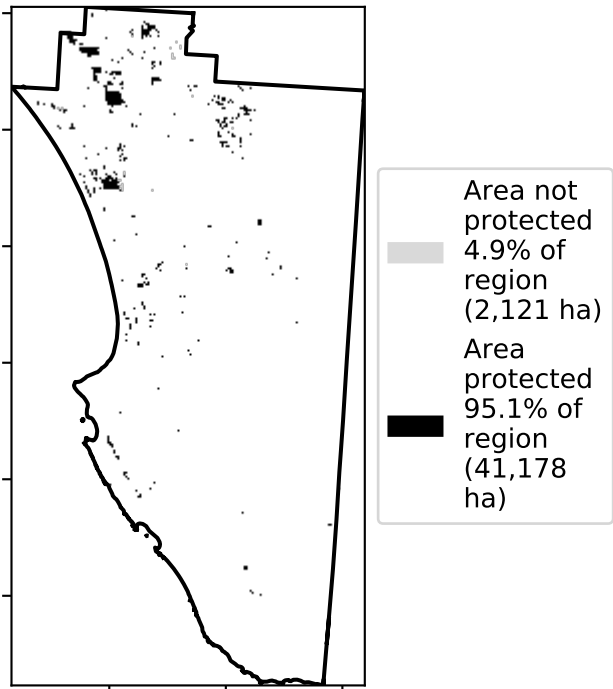 Area not
protected
4.9% of
region
(2,121 ha)
Area
protected
95.1% of
region
(41,178
ha)